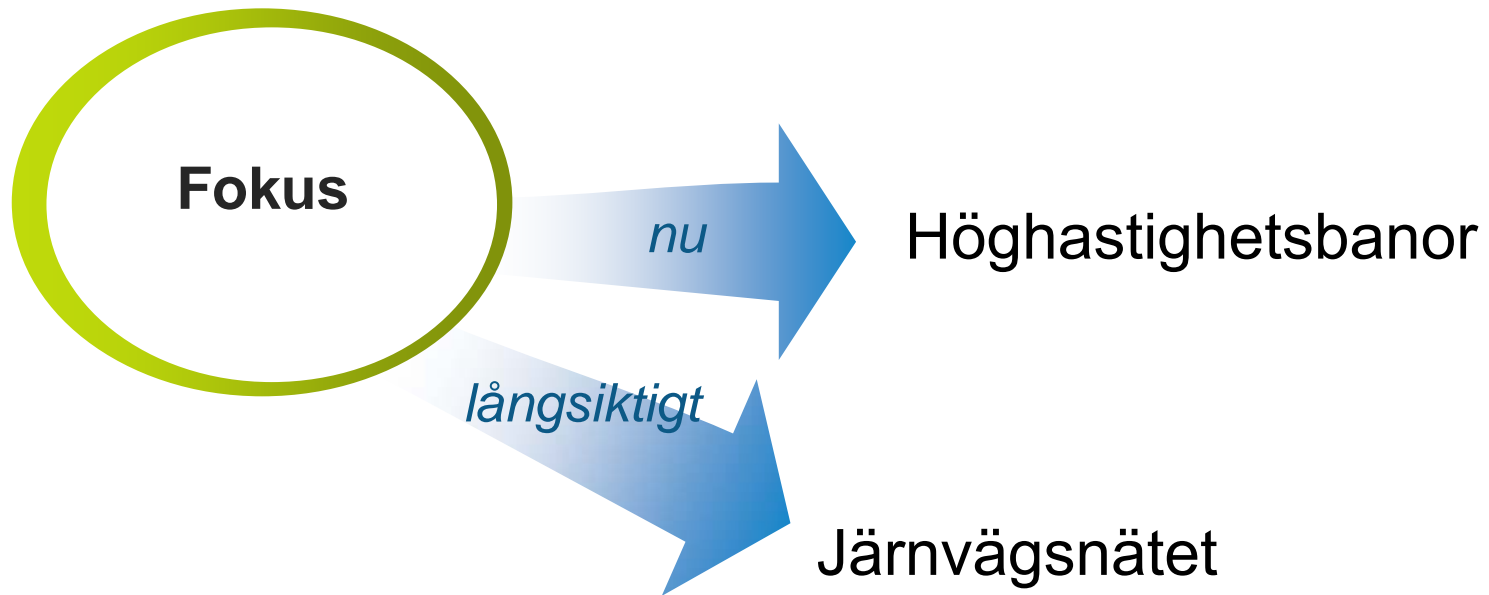 Fokus
nu
Höghastighetsbanor
långsiktigt
Järnvägsnätet